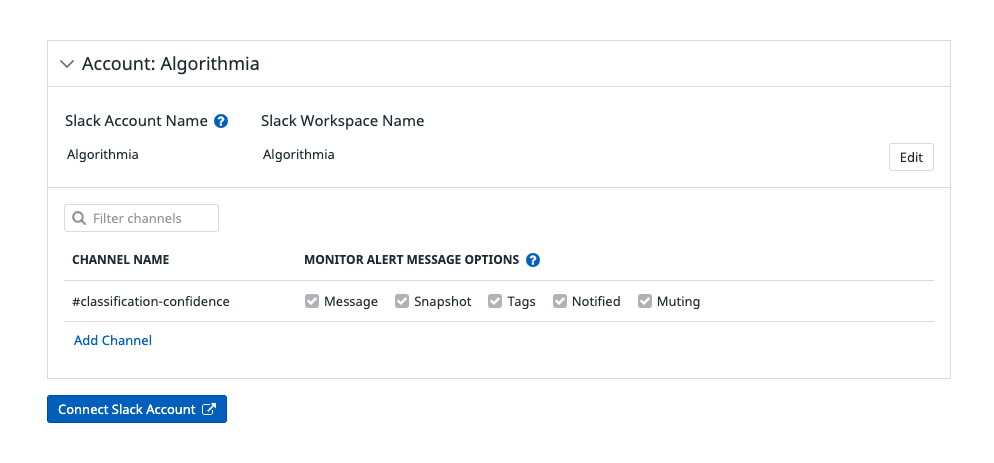 Account: Algorithmia
Slack Account Name ? Slack Workspace Name
Algorithmia Algorithmia
Edit
Filter channels
CHANNEL NAME MONITOR ALERT MESSAGE OPTIONS ?
#classification-confidence Message Snapshot Tags Notified Muting
Add Channel
Connect Slack Account